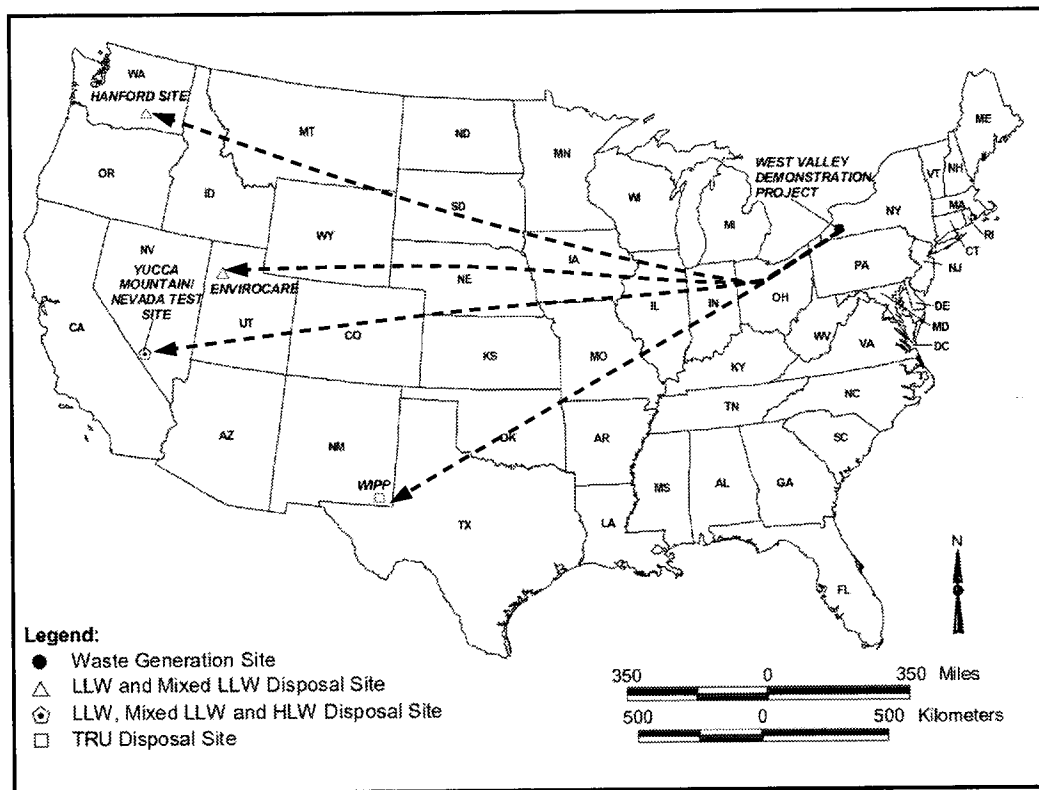 WA
HANFORD SITE
MT
ND
MN
ME
OR
ID
SD
WI
MI
WEST VALLEY
DEMONSTRATION
PROJECT
VT
NH
NY
MA
RI
CT
WY
IA
NE
NV
YUCCA
MOUNTAIN/
NEVADA TEST
SITE
ENVIROCARE
CA
UT
CO
KS
MO
IL
IN
OH
PA
NJ
DE
MD
DC
WV
VA
KY
NC
TN
SC
AZ
NM
OK
AR
WIPP
TX
LA
MS
AL
GA
FL
N
Legend:
Waste Generation Site
LLW and Mixed LLW Disposal Site
LLW, Mixed LLW and HLW Disposal Site
TRU Disposal Site
350 0 350 Miles
500 0 500 Kilometers